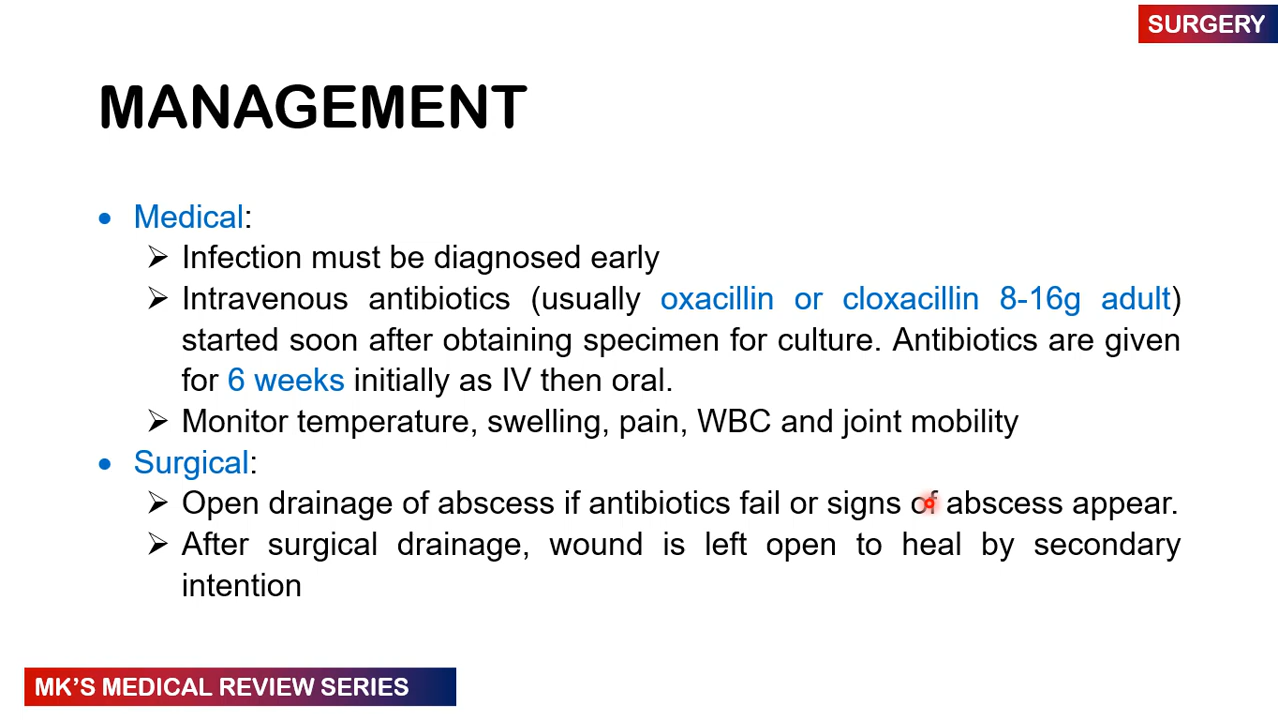 SURGERY
MANAGEMENT
• Medical:
➢ Infection must be diagnosed early
➢ Intravenous antibiotics (usually oxacillin or cloxacillin 8-16g adult)
started soon after obtaining specimen for culture. Antibiotics are given
for 6 weeks initially as IV then oral.
➢ Monitor temperature, swelling, pain, WBC and joint mobility
• Surgical:
➢ Open drainage of abscess if antibiotics fail or signs of abscess appear.
➢ After surgical drainage, wound is left open to heal by secondary
intention
MK’S MEDICAL REVIEW SERIES